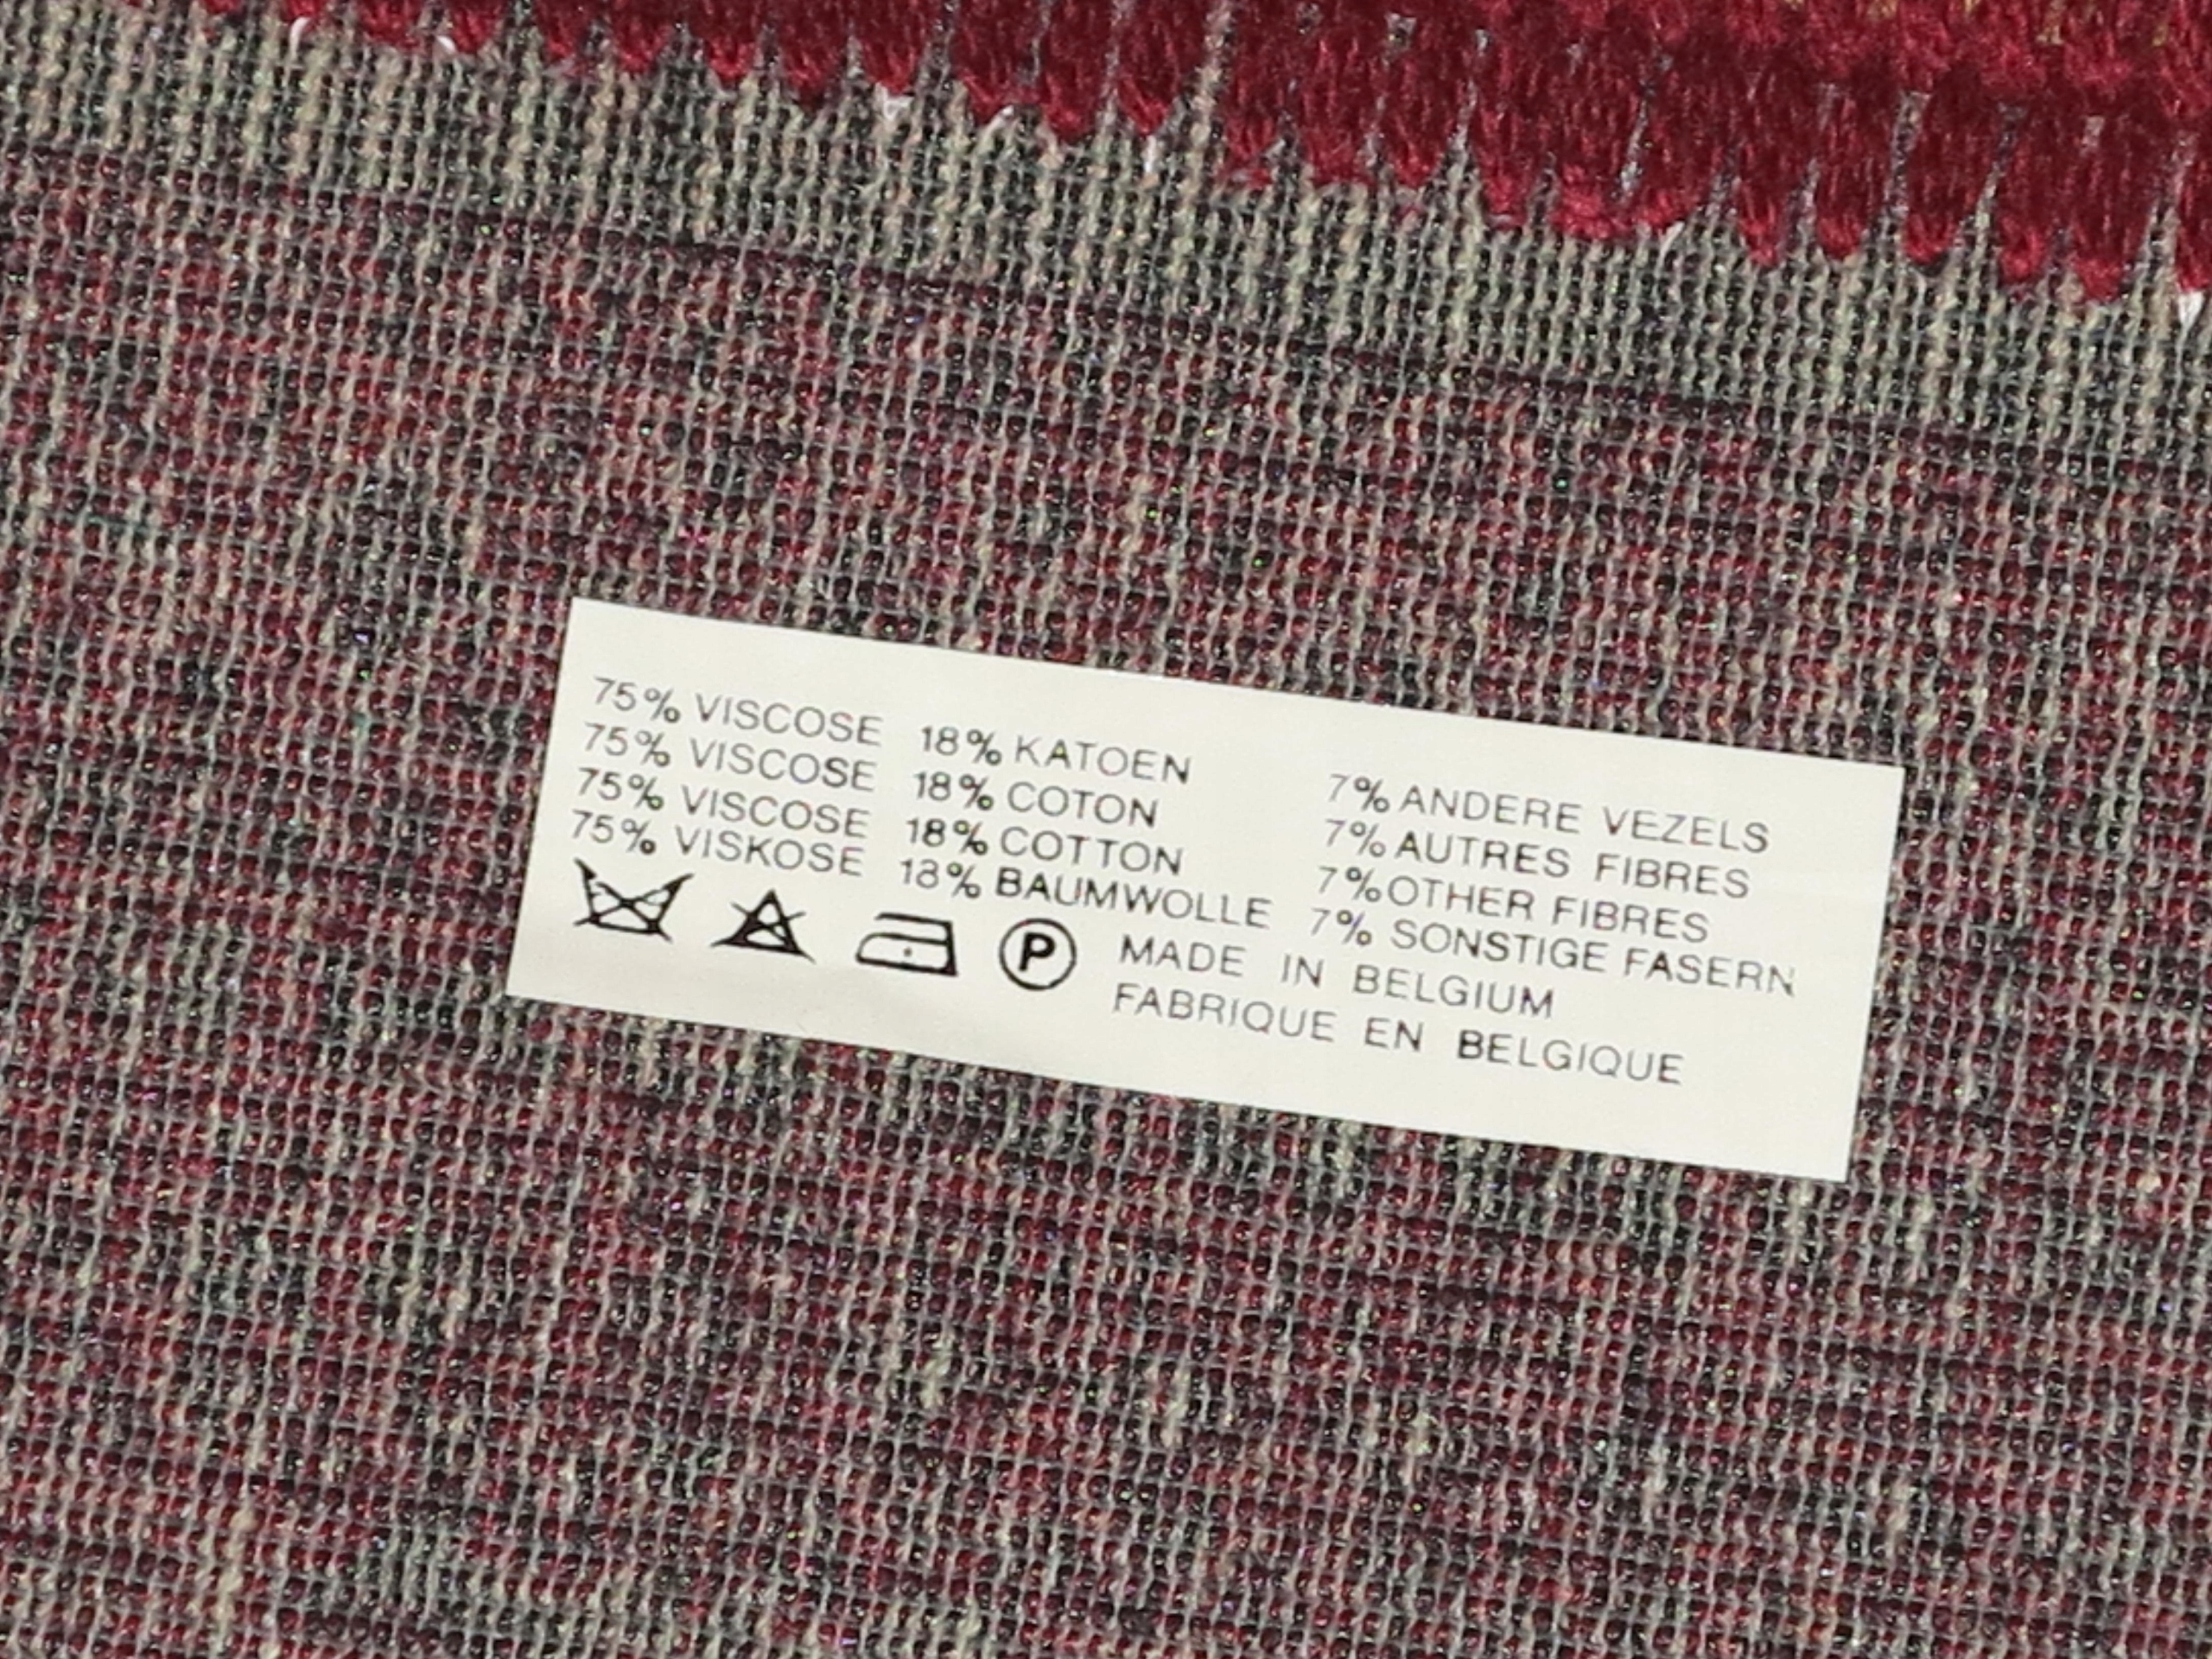 75% VISCOSE 18% KATOEN 7% ANDERE VEZELS
75% VISCOSE 18% COTON 7% AUTRES FIBRES
75% VISCOSE 18% COTTON 7% OTHER FIBRES
75% VISKOSE 18% BAUMWOLLE 7% SONSTIGE FASERN
P MADE IN BELGIUM
FABRIQUE EN BELGIQUE